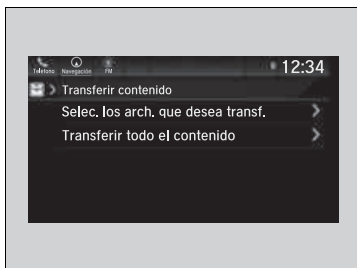 Teléfono Navegación FM 12:34
Transferir contenido
Selec. los arch. que desea transf.
Transferir todo el contenido